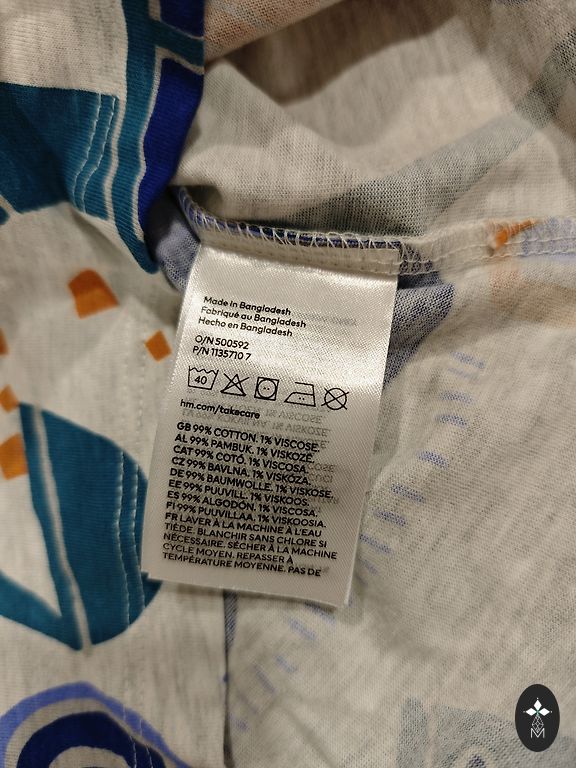 Made in Bangladesh
Fabriqué au Bangladesh
Hecho en Bangladesh
O/N 500592
P/N 1135710 7
40
hm.com/takecare
GB 99% COTTON. 1% VISCOSE.
AL 99% PAMBUK. 1% VISKOZË.
CAT 99% COTÓ. 1% VISCOSA.
CZ 99% BAVLNA. 1% VISKÓZA.
DE 99% BAUMWOLLE. 1% VISKOSE.
EE 99% PUUVILL. 1% VISKOOS.
ES 99% ALGODÓN. 1% VISCOSA.
FI 99% PUUVILLAA. 1% VISKOOSIA.
FR LAVER À LA MACHINE À L'EAU
TIÈDE. BLANCHIR SANS CHLORE SI
NÉCESSAIRE. SÉCHER À LA MACHINE
CYCLE MOYEN. REPASSER À
TEMPÉRATURE MOYENNE. PAS DE